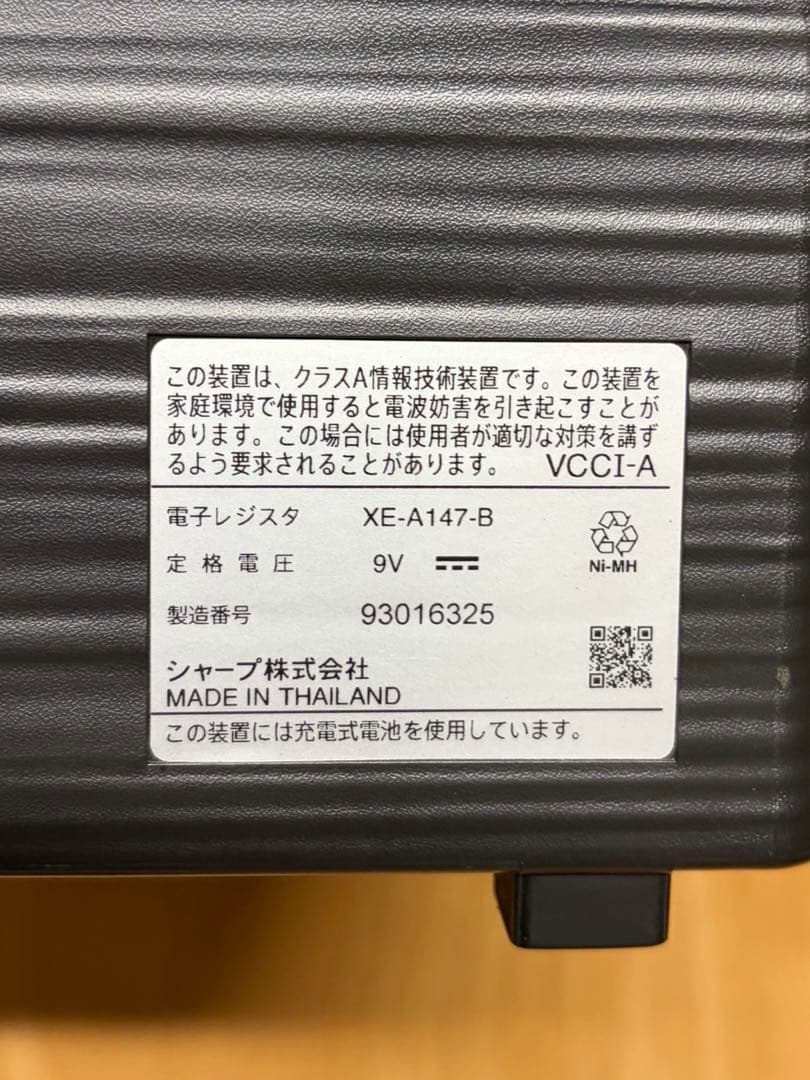 この装置は、クラスA情報技術装置です。この装置を
家庭環境で使用すると電波妨害を引き起こすことが
あります。この場合には使用者が適切な対策を講ず
るよう要求されることがあります。 VCCI-A
電子レジスタ XE-A147-B
定格電圧 9V
Ni-MH
製造番号 93016325
シャープ株式会社
MADE IN THAILAND
この装置には充電式電池を使用しています。